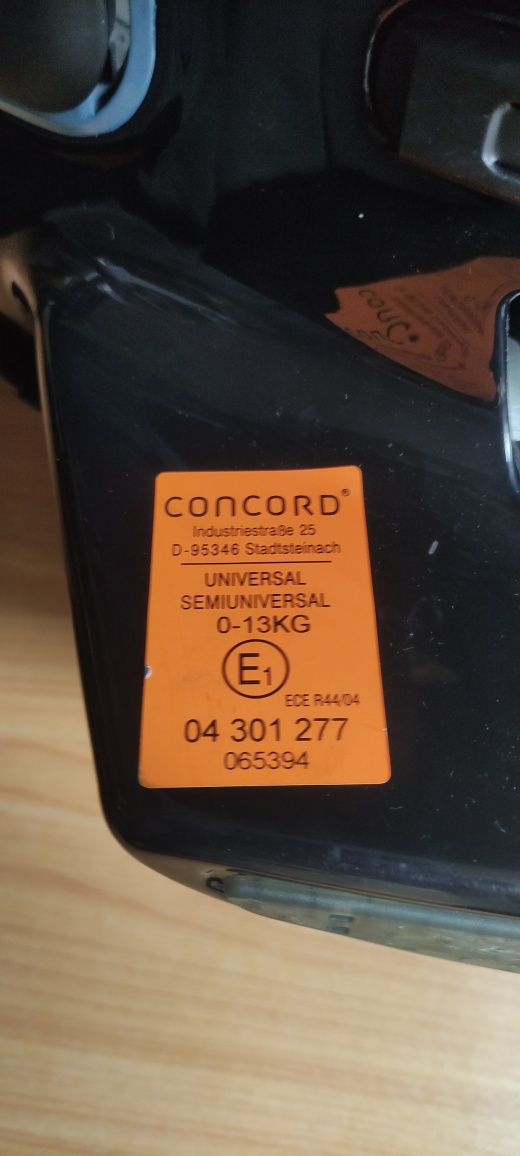 CONCORD®
Industriestraße 25
D-95346 Stadtsteinach
UNIVERSAL
SEMIUNIVERSAL
0-13KG
E1
ECE R44/04
04 301 277
065394